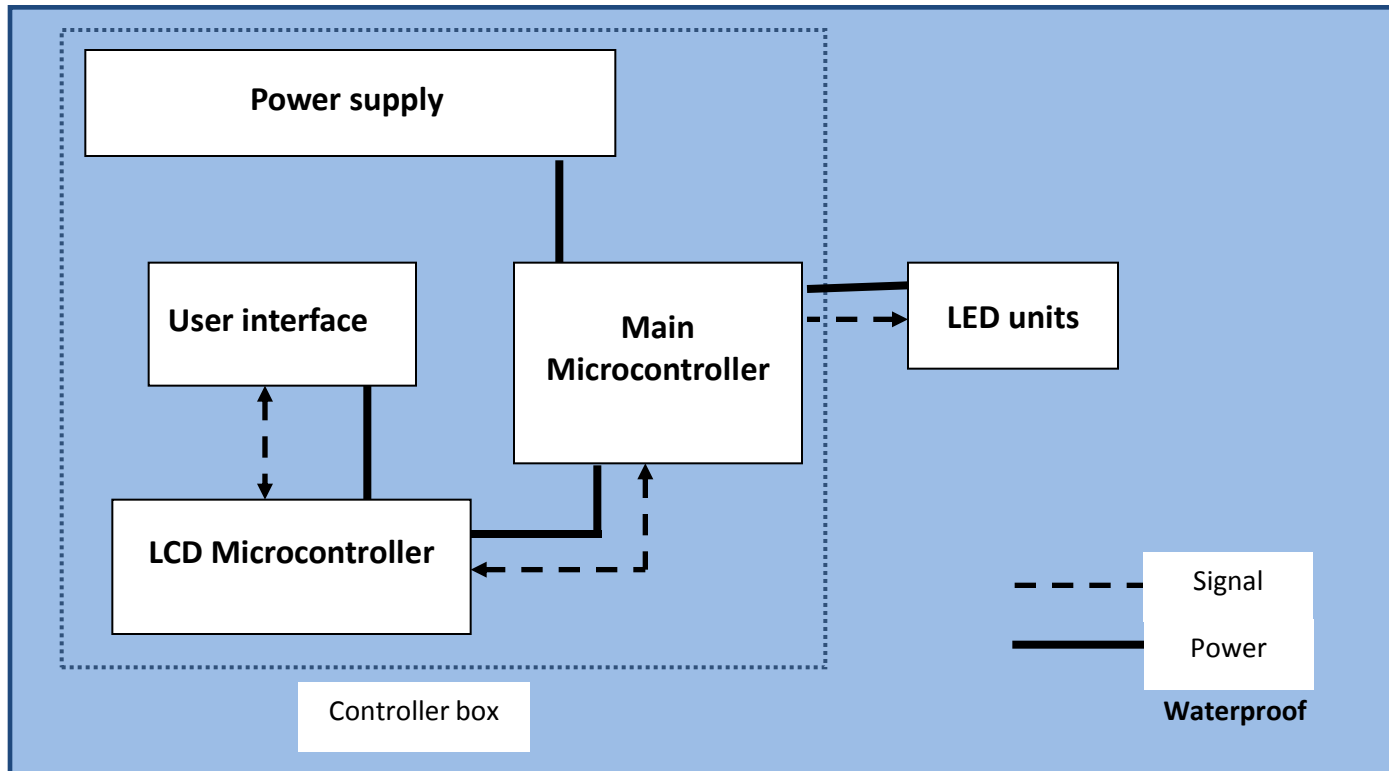 Power supply
User interface
Main
Microcontroller
LED units
LCD Microcontroller
Signal
Power
Controller box
Waterproof